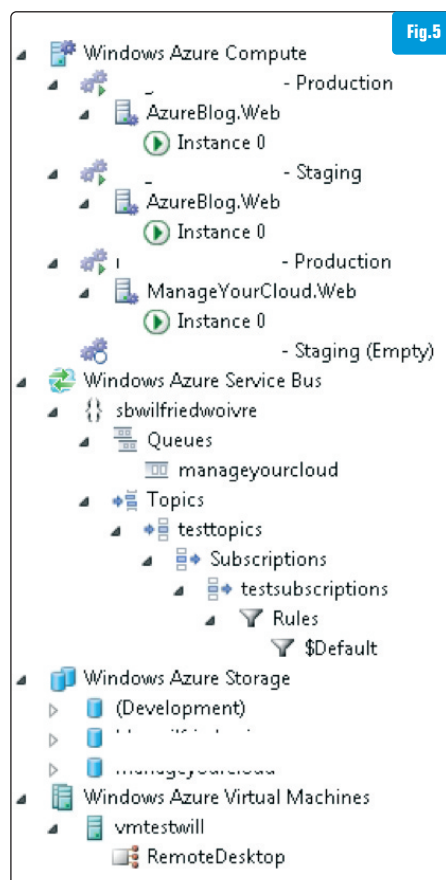 Fig.5
Windows Azure Compute
- Production
AzureBlog.Web
Instance 0
- Staging
AzureBlog.Web
Instance 0
- Production
ManageYourCloud.Web
Instance 0
- Staging (Empty)
Windows Azure Service Bus
{} sbwilfriedwoivre
Queues
manageyourcloud
Topics
testtopics
Subscriptions
testsubscriptions
Rules
$Default
Windows Azure Storage
(Development)
Windows Azure Virtual Machines
vmtestwill
RemoteDesktop